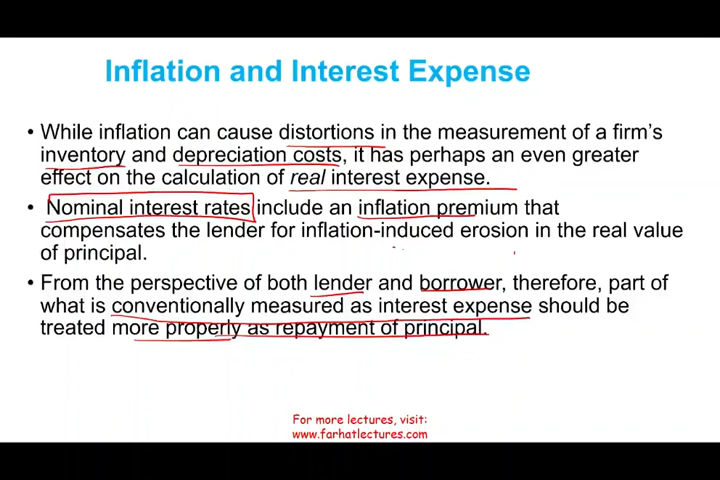 Inflation and Interest Expense
• While inflation can cause distortions in the measurement of a firm's
inventory and depreciation costs, it has perhaps an even greater
effect on the calculation of real interest expense.
• Nominal interest rates include an inflation premium that
compensates the lender for inflation-induced erosion in the real value
of principal.
• From the perspective of both lender and borrower, therefore, part of
what is conventionally measured as interest expense should be
treated more properly as repayment of principal.
For more lectures, visit:
www.farhatlectures.com